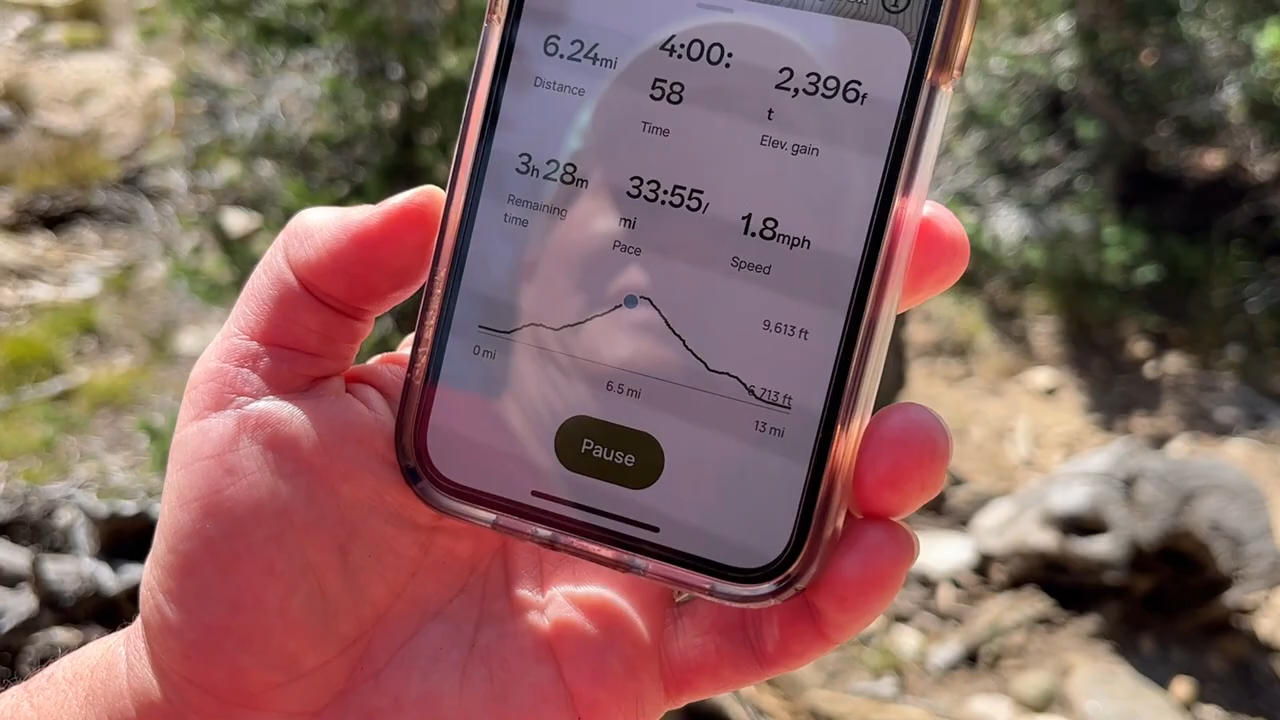 6.24mi
Distance
4:00:
58
Time
2,396f
t
Elev. gain
3h 28m
Remaining
time
33:55/
mi
Pace
1.8mph
Speed
9,613 ft
6,713 ft
0 mi
6.5 mi
13 mi
Pause